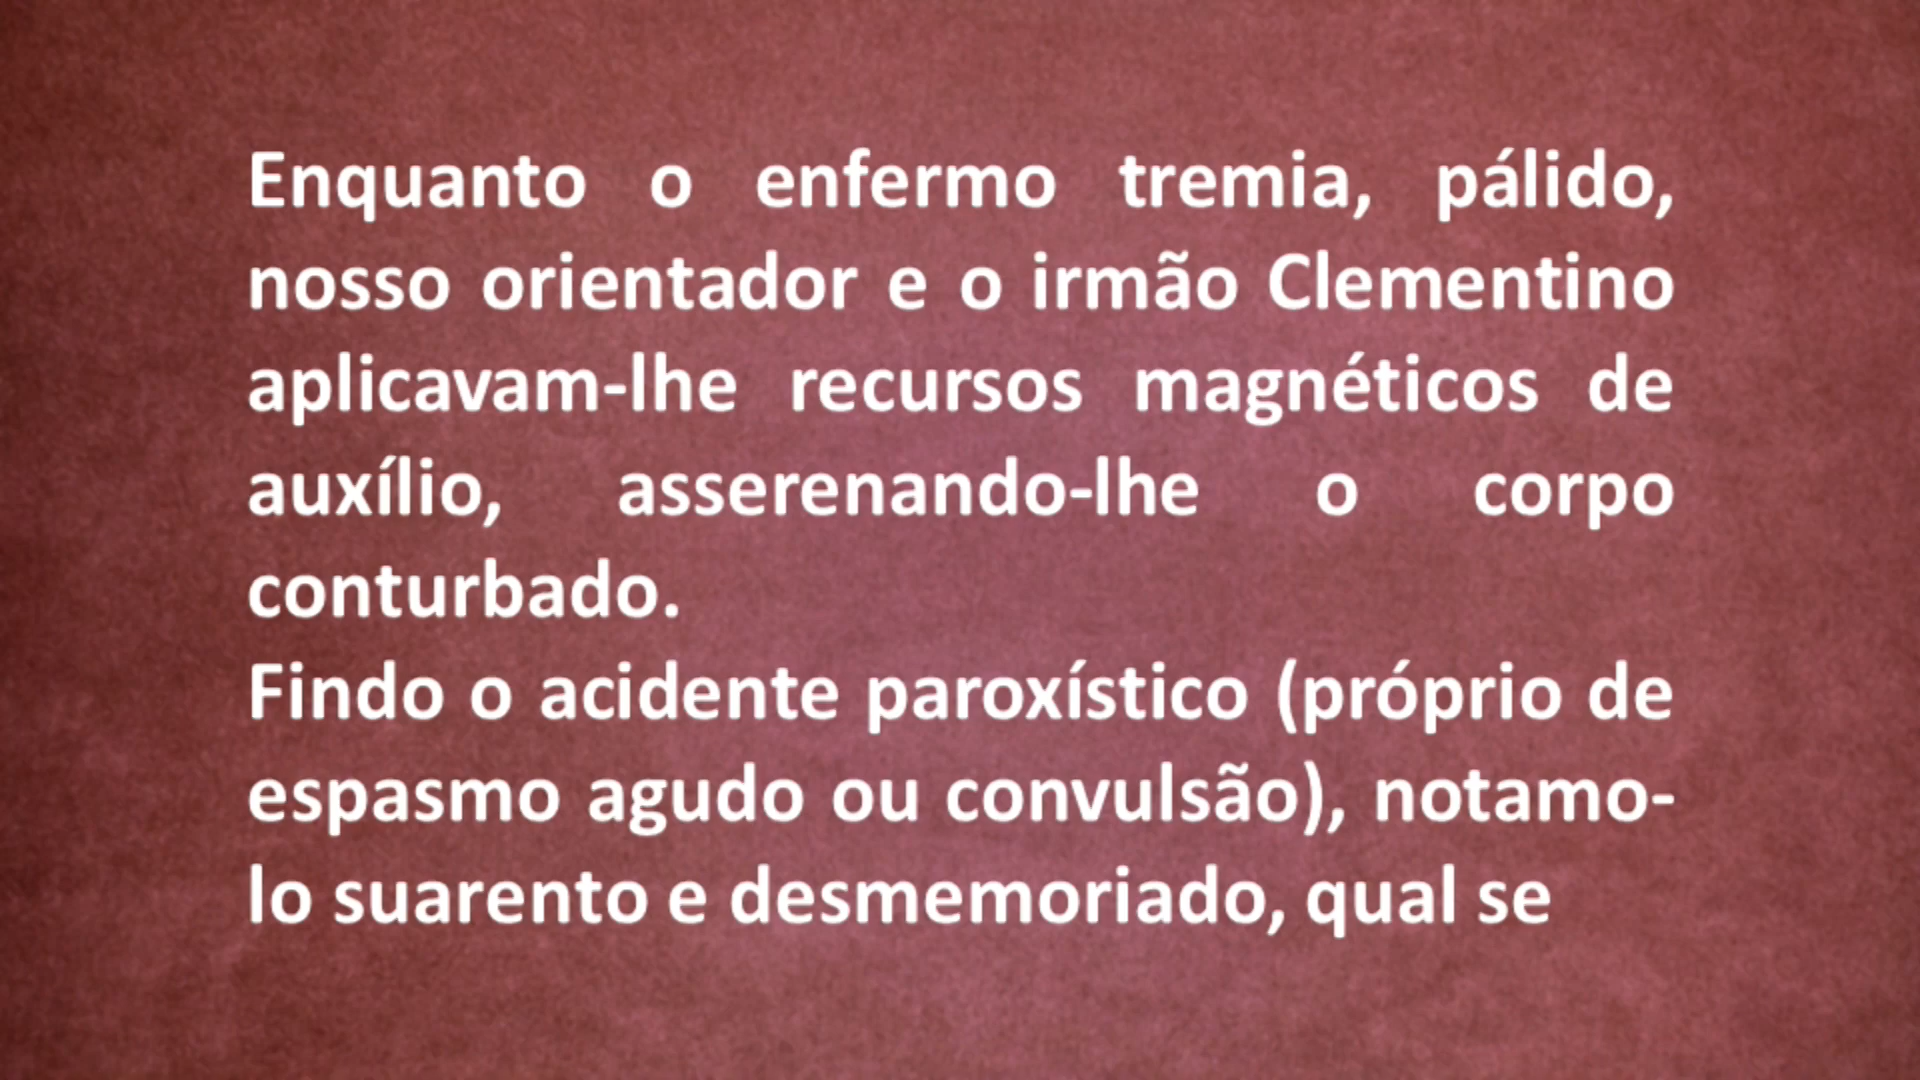 Enquanto o enfermo tremia, pálido,
nosso orientador e o irmão Clementino
aplicavam-lhe recursos magnéticos de
auxílio, asserenando-lhe o corpo
conturbado.
Findo o acidente paroxístico (próprio de
espasmo agudo ou convulsão), notamo-
lo suarento e desmemoriado, qual se